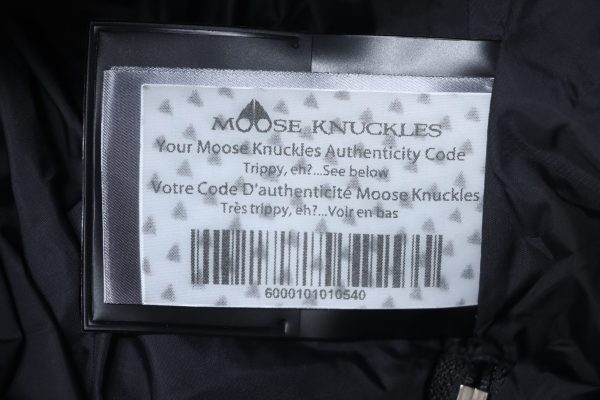 MOOSE KNUCKLES
Your Moose Knuckles Authenticity Code
Trippy, eh?...See below
Votre Code D'authenticité Moose Knuckles
Très trippy, eh?...Voir en bas
6000101010540